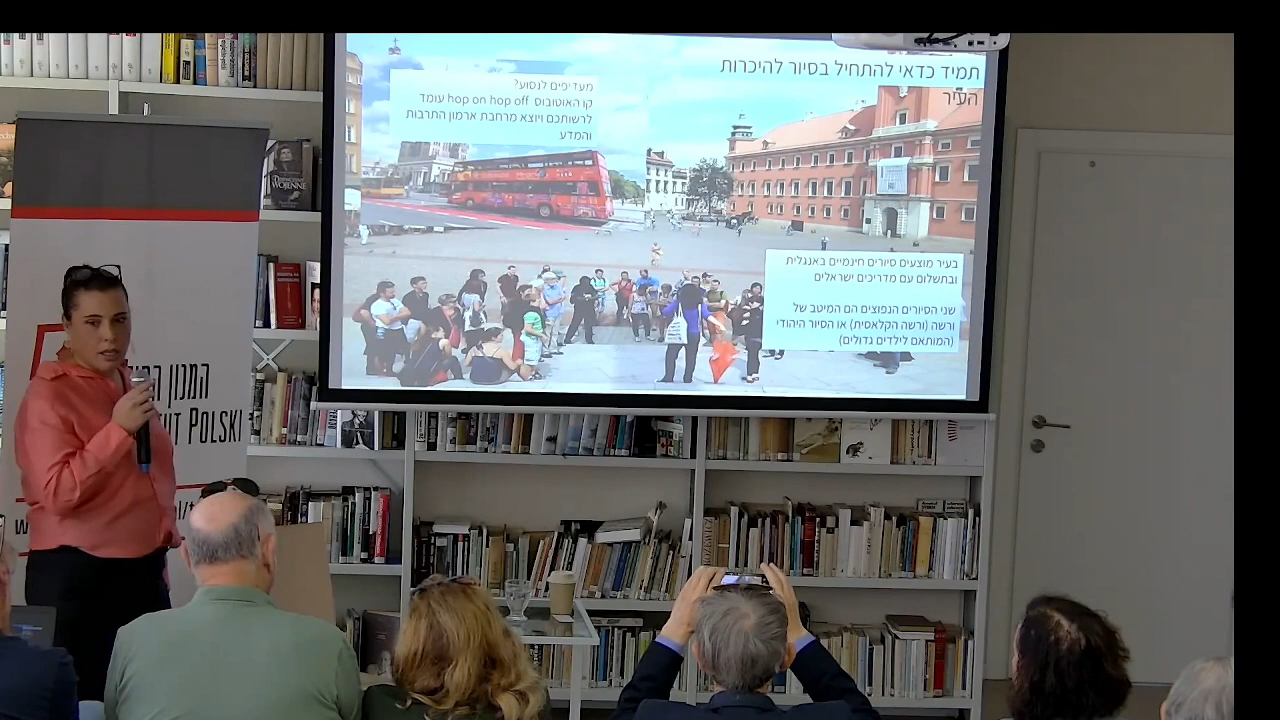 תמיד כדאי להתחיל בסיור להיכרות
העיר
מעדיפים לנסוע?
קו האוטובוס hop on hop off עומד
לרשותכם ויוצא מרחבת ארמון התרבות
והמדע
בעיר מוצעים סיורים חינמיים באנגלית
ובתשלום עם מדריכים ישראלים
שני הסיורים הנפוצים הם המיטב של
ורשה (ורשה הקלאסית) או הסיור היהודי
(המותאם לילדים גדולים)
המכון
POLSKI
WOJENNE